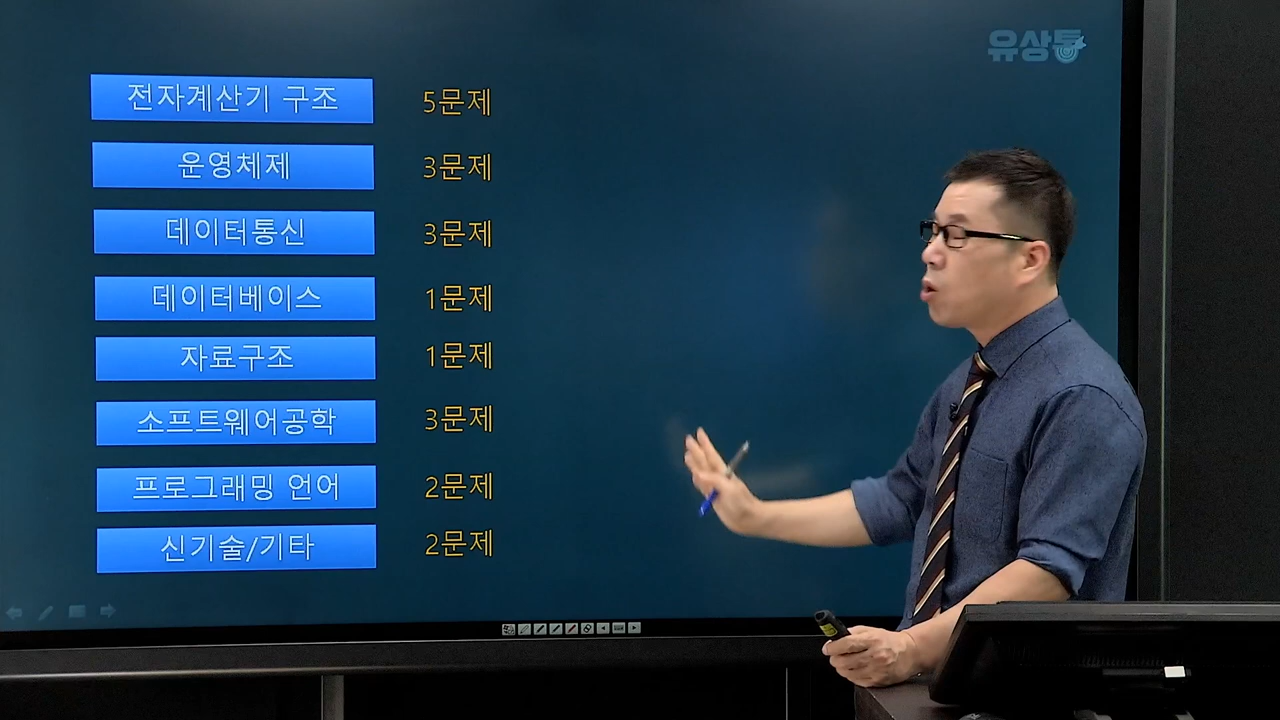 유상통
전자계산기 구조 5문제
운영체제 3문제
데이터통신 3문제
데이터베이스 1문제
자료구조 1문제
소프트웨어공학 3문제
프로그래밍 언어 2문제
신기술/기타 2문제